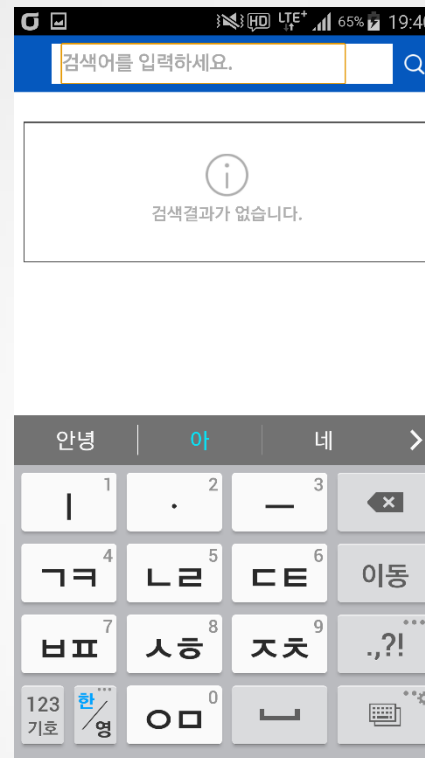 HD LTE+ 65% 19:40
검색어를 입력하세요.
검색결과가 없습니다.
안녕 아 네
ㅣ 1 · 2 ㅡ 3
ㄱㅋ 4 ㄴㄹ 5 ㄷㅌ 6 이동
ㅂㅍ 7 ㅅㅎ 8 ㅈㅊ 9 .,?!
123 기호 한/영 ㅇㅁ 0